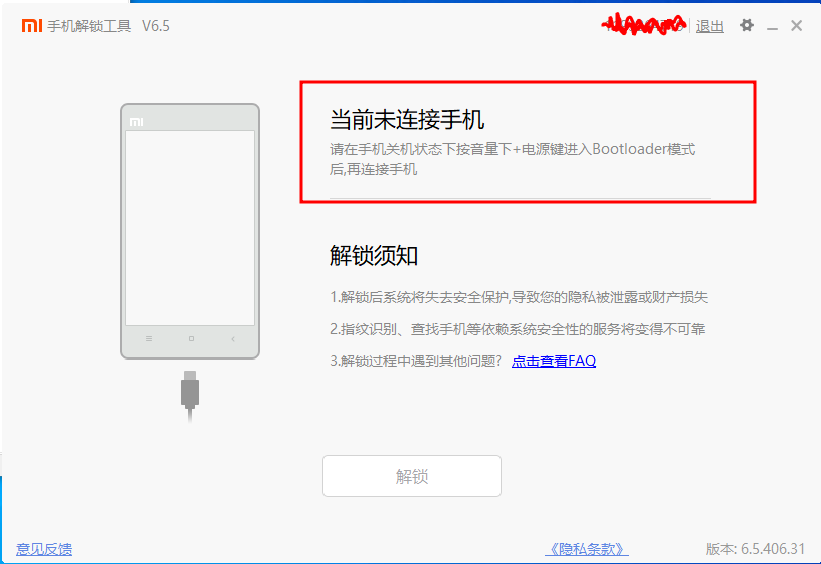 mi 手机解锁工具 V6.5
退出
mi
当前未连接手机
请在手机关机状态下按音量下+电源键进入Bootloader模式
后,再连接手机
解锁须知
1.解锁后系统将失去安全保护,导致您的隐私被泄露或财产损失
2.指纹识别、查找手机等依赖系统安全性的服务将变得不可靠
3.解锁过程中遇到其他问题? 点击查看FAQ
解锁
意见反馈
《隐私条款》
版本: 6.5.406.31